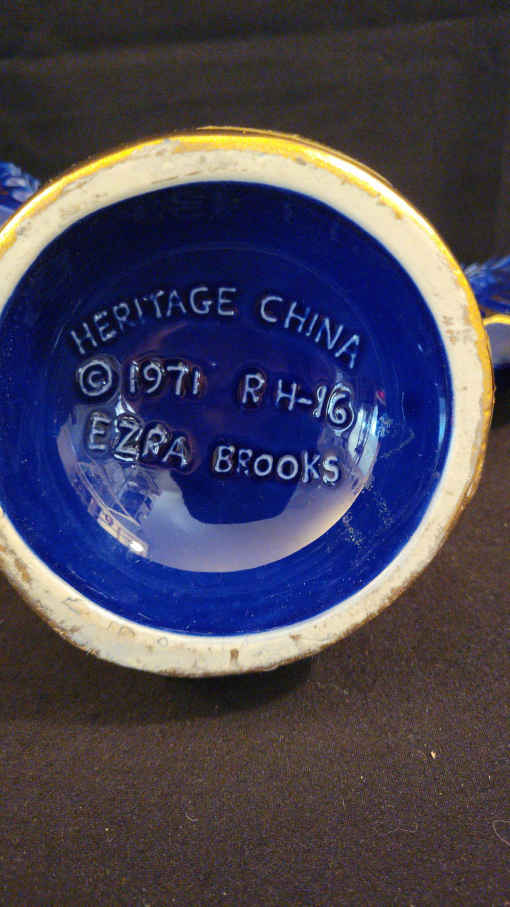 HERITAGE CHINA
© 1971 RH-16
EZRA BROOKS